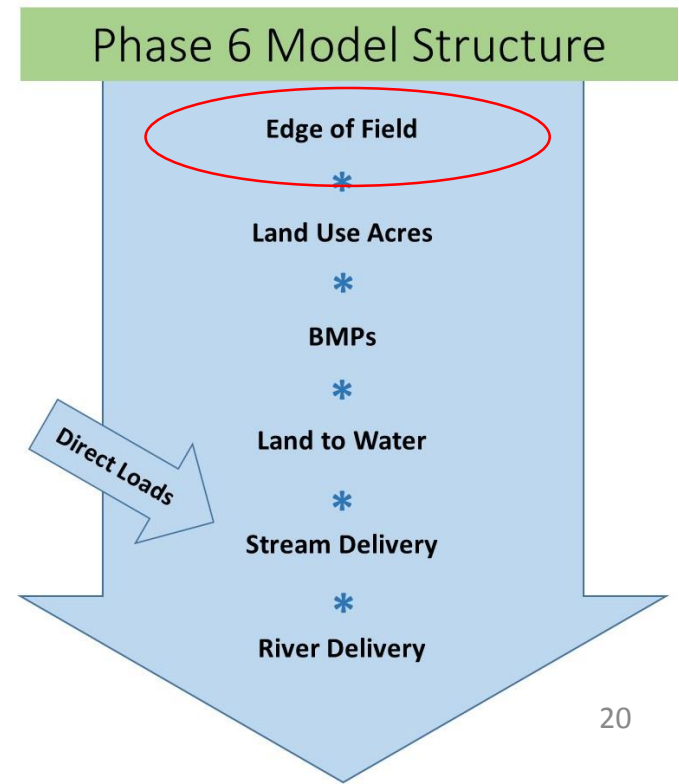 Phase 6 Model Structure
Edge of Field
*
Land Use Acres
*
BMPs
*
Land to Water
Direct Loads
*
Stream Delivery
*
River Delivery
20